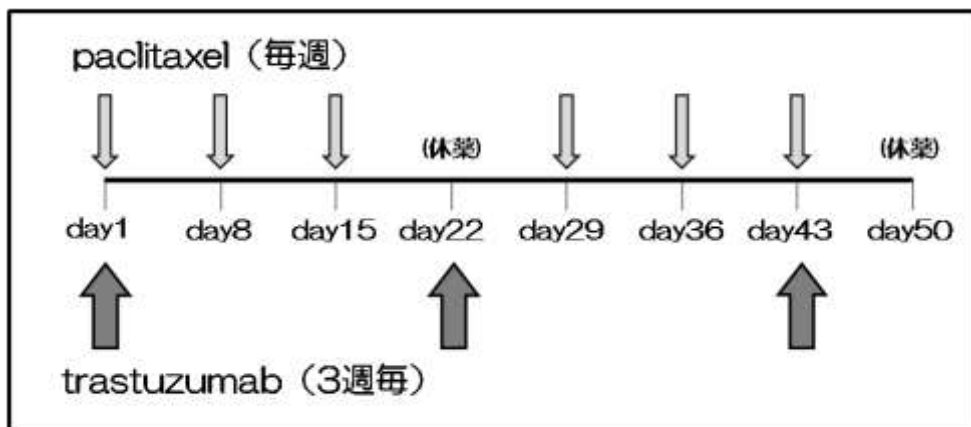 paclitaxel（毎週）
(休薬) (休薬)
day1 day8 day15 day22 day29 day36 day43 day50
trastuzumab（3週毎）